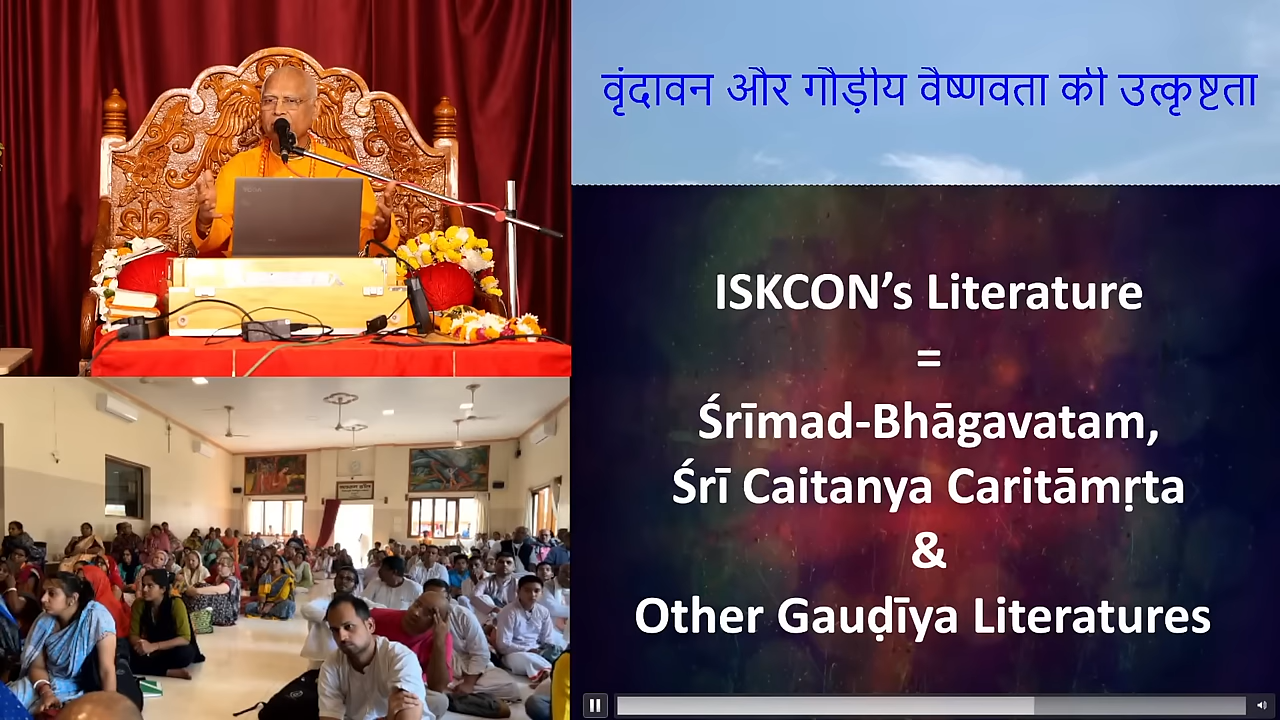 वृंदावन और गौड़ीय वैष्णवता की उत्कृष्टता
ISKCON’s Literature
=
Śrīmad-Bhāgavatam,
Śrī Caitanya Caritāmṛta
&
Other Gauḍīya Literatures